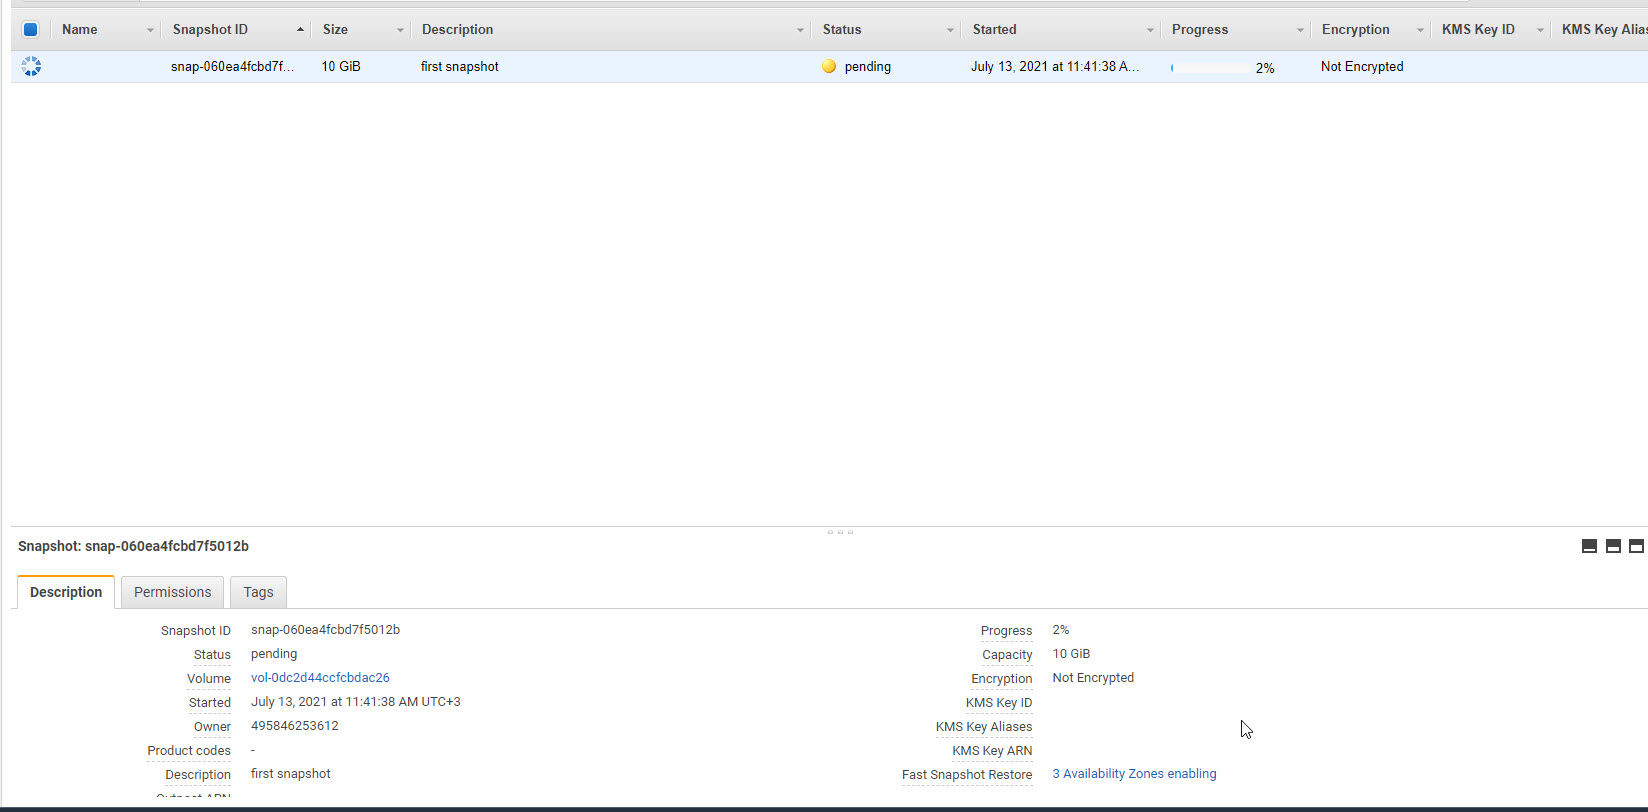 Name Snapshot ID Size Description Status Started Progress Encryption KMS Key ID KMS Key Alias
snap-060ea4fcbd7f... 10 GiB first snapshot pending July 13, 2021 at 11:41:38 A... 2% Not Encrypted
Snapshot: snap-060ea4fcbd7f5012b
Description Permissions Tags
Snapshot ID snap-060ea4fcbd7f5012b
Status pending
Volume vol-0dc2d44ccfcbdac26
Started July 13, 2021 at 11:41:38 AM UTC+3
Owner 495846253612
Product codes -
Description first snapshot
Outpost ARN
Progress 2%
Capacity 10 GiB
Encryption Not Encrypted
KMS Key ID
KMS Key Aliases
KMS Key ARN
Fast Snapshot Restore 3 Availability Zones enabling